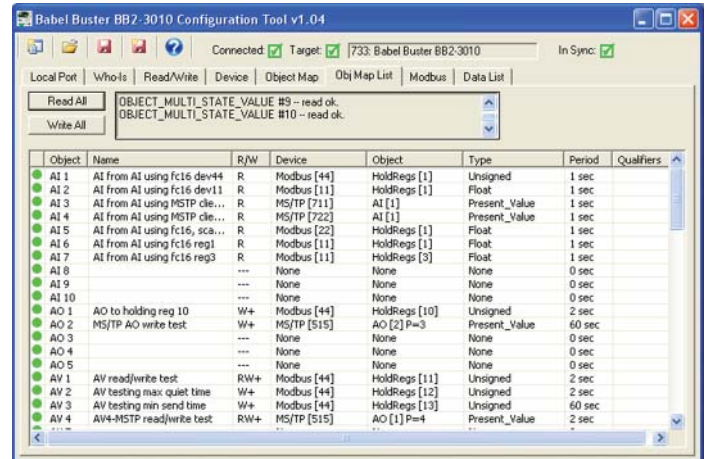 Babel Buster BB2-3010 Configuration Tool v1.04
Connected: Target: 733: Babel Buster BB2-3010 In Sync:
Local Port Who-Is Read/Write Device Object Map Obj Map List Modbus Data List
Read All
Write All
OBJECT_MULTI_STATE_VALUE #9 -- read ok.
OBJECT_MULTI_STATE_VALUE #10 -- read ok.
Object Name R/W Device Object Type Period Qualifiers
AI 1 AI from AI using fc16 dev44 R Modbus [44] HoldRegs [1] Unsigned 1 sec
AI 2 AI from AI using fc16 dev11 R Modbus [11] HoldRegs [1] Float 1 sec
AI 3 AI from AI using MSTP clie... R MS/TP [711] AI [1] Present_Value 1 sec
AI 4 AI from AI using MSTP clie... R MS/TP [722] AI [1] Present_Value 1 sec
AI 5 AI from AI using fc16, sca... R Modbus [22] HoldRegs [1] Float 1 sec
AI 6 AI from AI using fc16 reg1 R Modbus [11] HoldRegs [1] Float 1 sec
AI 7 AI from AI using fc16 reg3 R Modbus [11] HoldRegs [3] Float 1 sec
AI 8 --- None None None 0 sec
AI 9 --- None None None 0 sec
AI 10 --- None None None 0 sec
AO 1 AO to holding reg 10 W+ Modbus [44] HoldRegs [10] Unsigned 2 sec
AO 2 MS/TP AO write test W+ MS/TP [515] AO [2] P=3 Present_Value 60 sec
AO 3 --- None None None 0 sec
AO 4 --- None None None 0 sec
AO 5 --- None None None 0 sec
AV 1 AV read/write test RW+ Modbus [44] HoldRegs [11] Unsigned 2 sec
AV 2 AV testing max quiet time W+ Modbus [44] HoldRegs [12] Unsigned 2 sec
AV 3 AV testing min send time W+ Modbus [44] HoldRegs [13] Unsigned 60 sec
AV 4 AV4-MSTP read/write test RW+ MS/TP [515] AO [1] P=4 Present_Value 2 sec